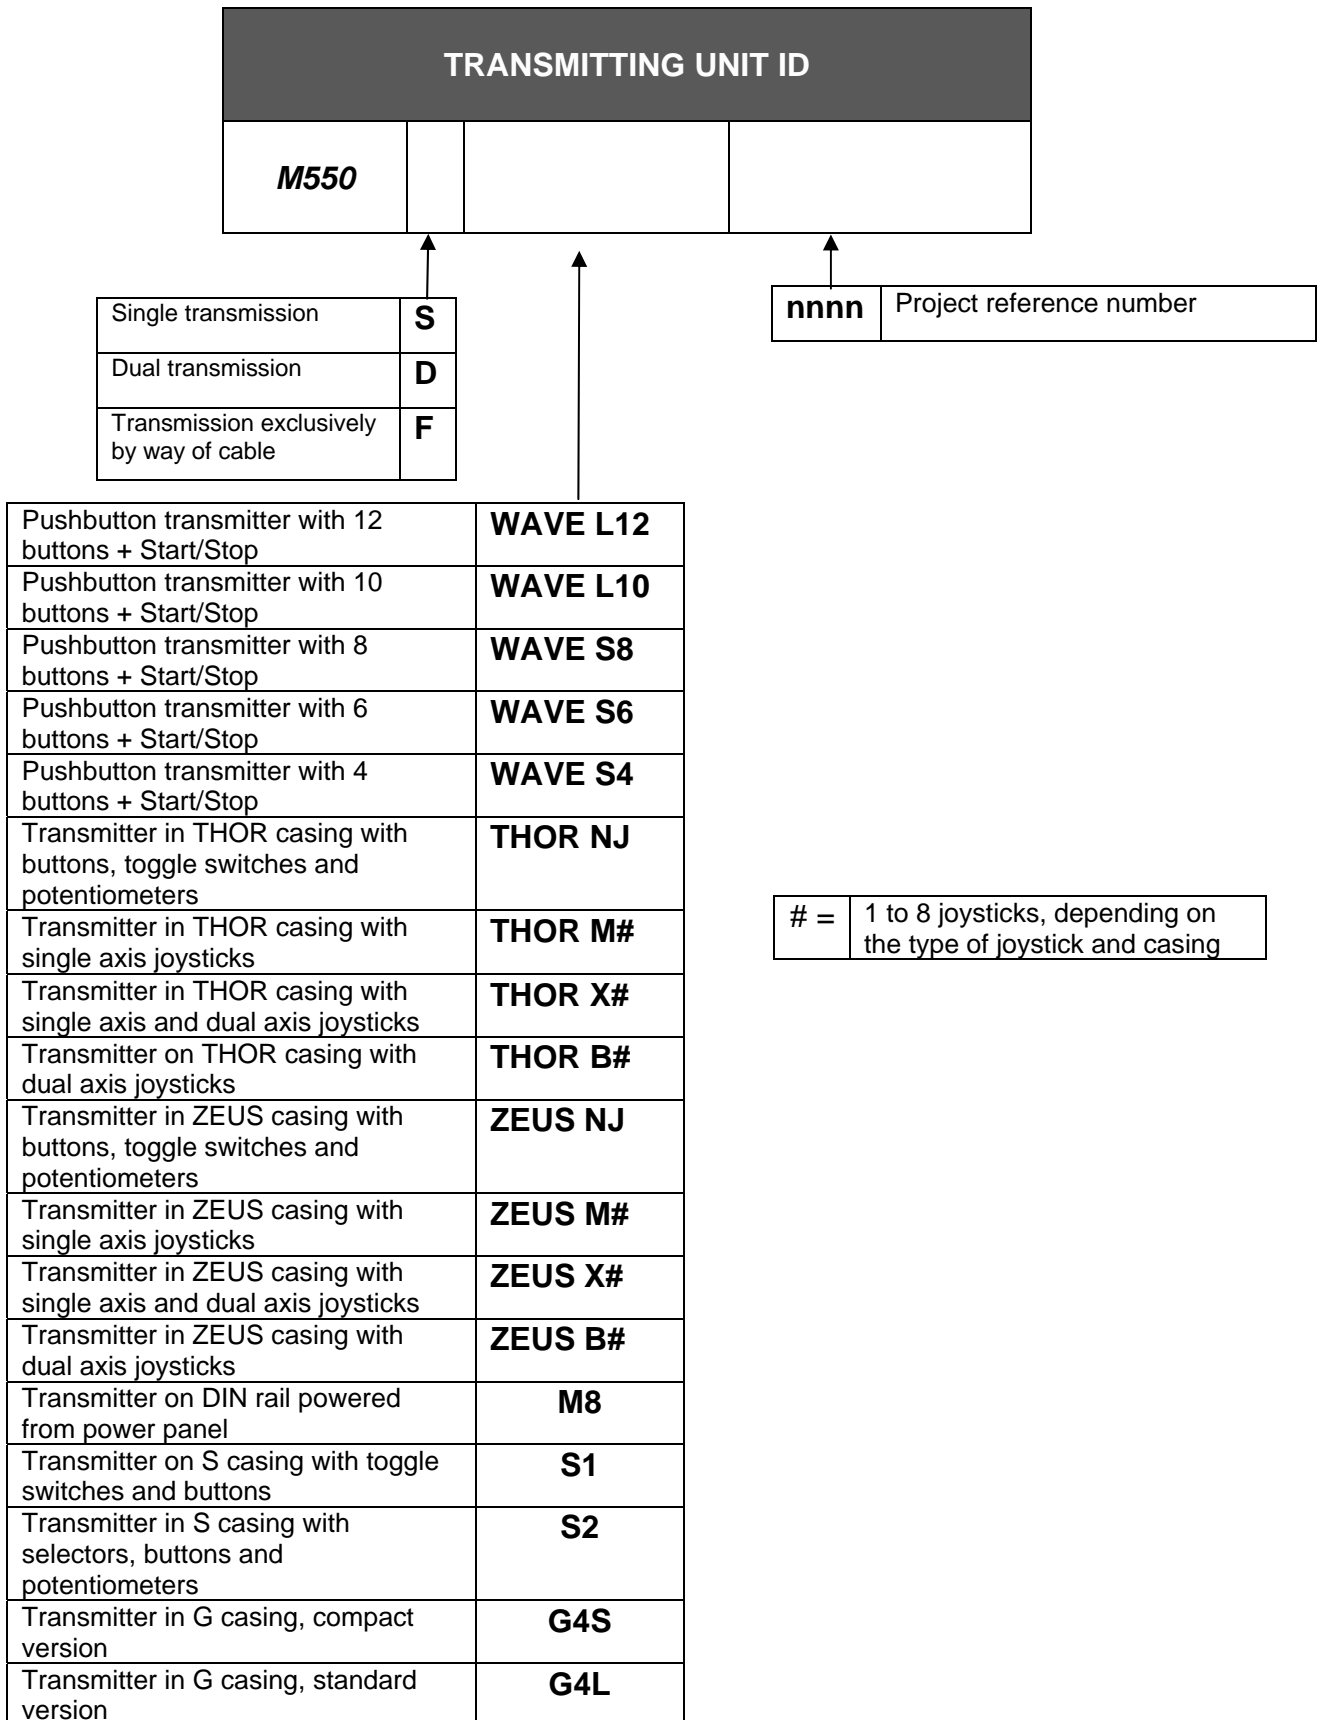 TRANSMITTING UNIT ID
M550
Single transmission S
Dual transmission D
Transmission exclusively F
by way of cable
nnnn Project reference number
Pushbutton transmitter with 12 WAVE L12
buttons + Start/Stop
Pushbutton transmitter with 10 WAVE L10
buttons + Start/Stop
Pushbutton transmitter with 8 WAVE S8
buttons + Start/Stop
Pushbutton transmitter with 6 WAVE S6
buttons + Start/Stop
Pushbutton transmitter with 4 WAVE S4
buttons + Start/Stop
Transmitter in THOR casing with THOR NJ
buttons, toggle switches and
potentiometers
Transmitter in THOR casing with THOR M#
single axis joysticks
Transmitter in THOR casing with THOR X#
single axis and dual axis joysticks
Transmitter on THOR casing with THOR B#
dual axis joysticks
Transmitter in ZEUS casing with ZEUS NJ
buttons, toggle switches and
potentiometers
Transmitter in ZEUS casing with ZEUS M#
single axis joysticks
Transmitter in ZEUS casing with ZEUS X#
single axis and dual axis joysticks
Transmitter in ZEUS casing with ZEUS B#
dual axis joysticks
Transmitter on DIN rail powered M8
from power panel
Transmitter on S casing with toggle S1
switches and buttons
Transmitter in S casing with S2
selectors, buttons and
potentiometers
Transmitter in G casing, compact G4S
version
Transmitter in G casing, standard G4L
version
# = 1 to 8 joysticks, depending on
the type of joystick and casing